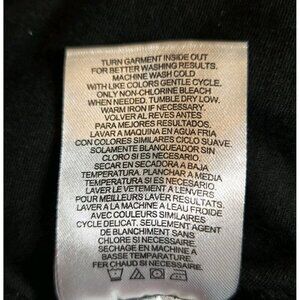 TURN GARMENT INSIDE OUT
FOR BETTER WASHING RESULTS.
MACHINE WASH COLD
WITH LIKE COLORS GENTLE CYCLE.
ONLY NON-CHLORINE BLEACH
WHEN NEEDED. TUMBLE DRY LOW.
WARM IRON IF NECESSARY.
VOLVER AL REVES ANTES
PARA MEJORES RESULTADOS.
LAVAR A MAQUINA EN AGUA FRIA
CON COLORES SIMILARES CICLO SUAVE.
SOLAMENTE BLANQUEADOR SIN
CLORO SI ES NECESARIO.
SECAR EN SECADORA A BAJA
TEMPERATURA. PLANCHAR A MEDIA
TEMPERATURA SI ES NECESARIO.
LAVER LE VETEMENT A L'ENVERS
POUR MEILLEURS LAVER RESULTATS.
LAVER A LA MACHINE A L'EAU FROIDE
AVEC COULEURS SIMILAIRES
CYCLE DELICAT. SEULEMENT AGENT
DE BLANCHIMENT SANS
CHLORE SI NECESSAIRE.
SECHAGE EN MACHINE A
BASSE TEMPERATURE.
FER CHAUD SI NECESSAIRE.